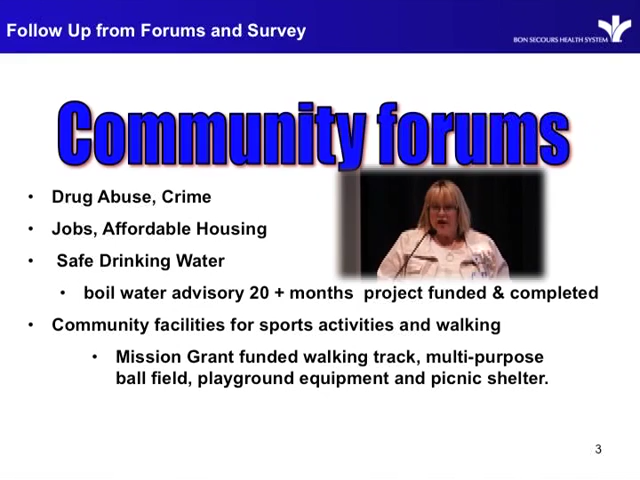 Follow Up from Forums and Survey
BON SECOURS HEALTH SYSTEM
Community forums
• Drug Abuse, Crime
• Jobs, Affordable Housing
• Safe Drinking Water
• boil water advisory 20 + months project funded & completed
• Community facilities for sports activities and walking
• Mission Grant funded walking track, multi-purpose
ball field, playground equipment and picnic shelter.
3